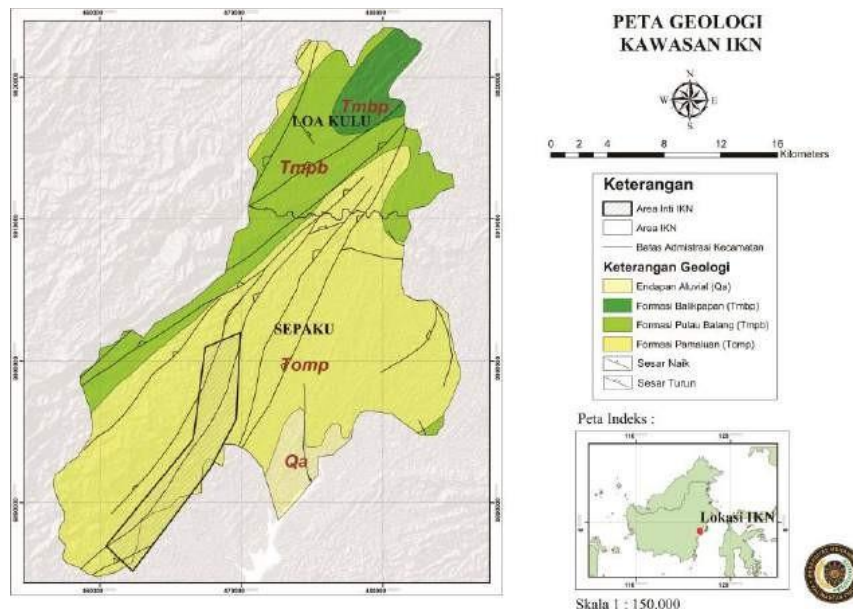 PETA GEOLOGI
KAWASAN IKN
N
W E
S
0 2 4 8 12 16
Kilometers
Keterangan
Area Inti IKN
Area IKN
Batas Admistrasi Kecamatan
Keterangan Geologi
Endapan Aluvial (Qa)
Formasi Balikpapan (Tmbp)
Formasi Pulau Balang (Tmpb)
Formasi Pamaluan (Tomp)
Sesar Naik
Sesar Turun
Peta Indeks :
Lokasi IKN
Skala 1 : 150.000
Tmbp
LOA KULU
Tmpb
SEPAKU
Tomp
Qa